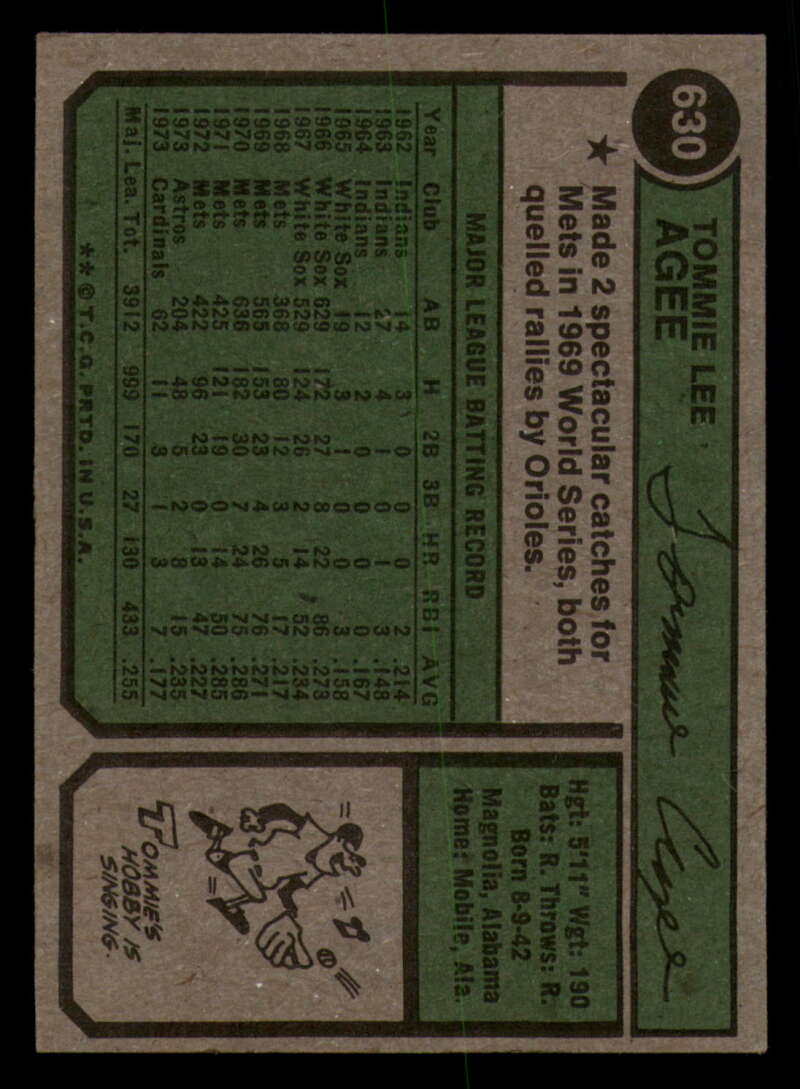 630
TOMMIE LEE
AGEE
Tommie Agee
★ Made 2 spectacular catches for
Mets in 1969 World Series, both
quelled rallies by Orioles.
MAJOR LEAGUE BATTING RECORD
Year Club AB H 2B 3B HR RBI AVG
1962 Indians 14 3 0 0 0 2 .214
1963 Indians 27 4 1 0 1 3 .148
1964 Indians 12 2 0 0 0 0 .167
1965 White Sox 19 3 1 0 0 3 .158
1966 White Sox 629 172 27 8 22 86 .273
1967 White Sox 529 124 26 2 14 52 .234
1968 Mets 368 80 12 3 5 17 .217
1969 Mets 565 153 23 4 26 76 .271
1970 Mets 636 182 30 7 24 75 .286
1971 Mets 425 121 19 0 14 50 .285
1972 Mets 422 96 23 0 13 47 .227
1973 Astros 204 48 5 2 8 15 .235
1973 Cardinals 62 11 3 1 3 7 .177
Maj. Lea. Tot. 3912 999 170 27 130 433 .255
**©T.C.G. PRTD. IN U.S.A.
Hgt: 5'11" Wgt: 190
Bats: R. Throws: R.
Born 8-9-42
Magnolia, Alabama
Home: Mobile, Ala.
TOMMIE'S
HOBBY IS
SINGING.